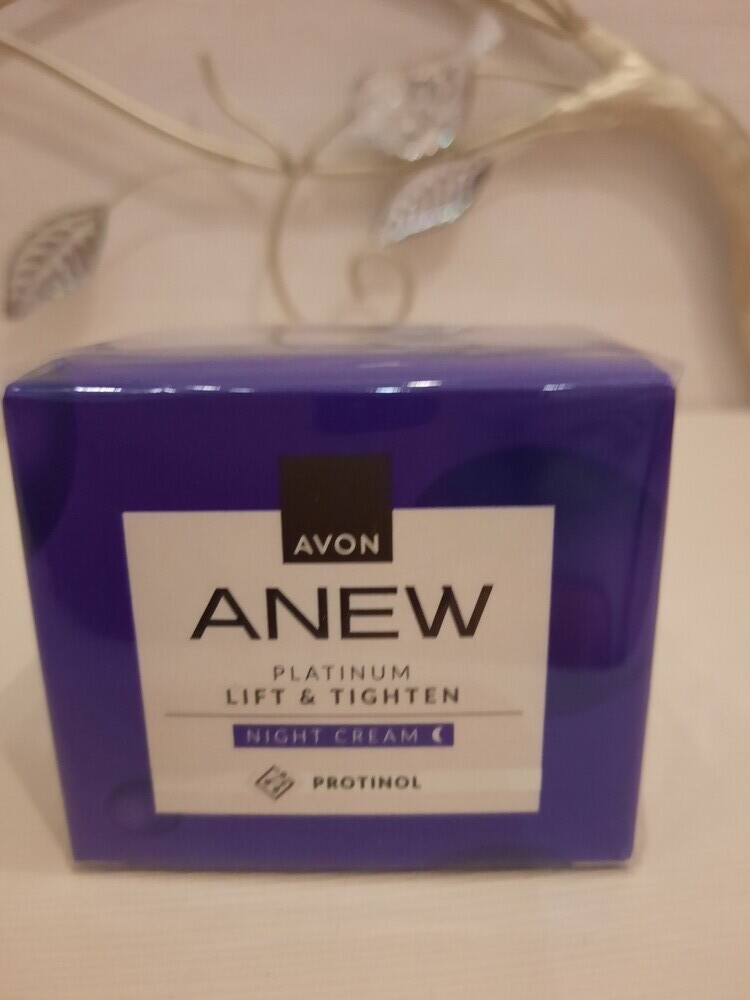 AVON
ANEW
PLATINUM
LIFT & TIGHTEN
NIGHT CREAM
PROTINOL